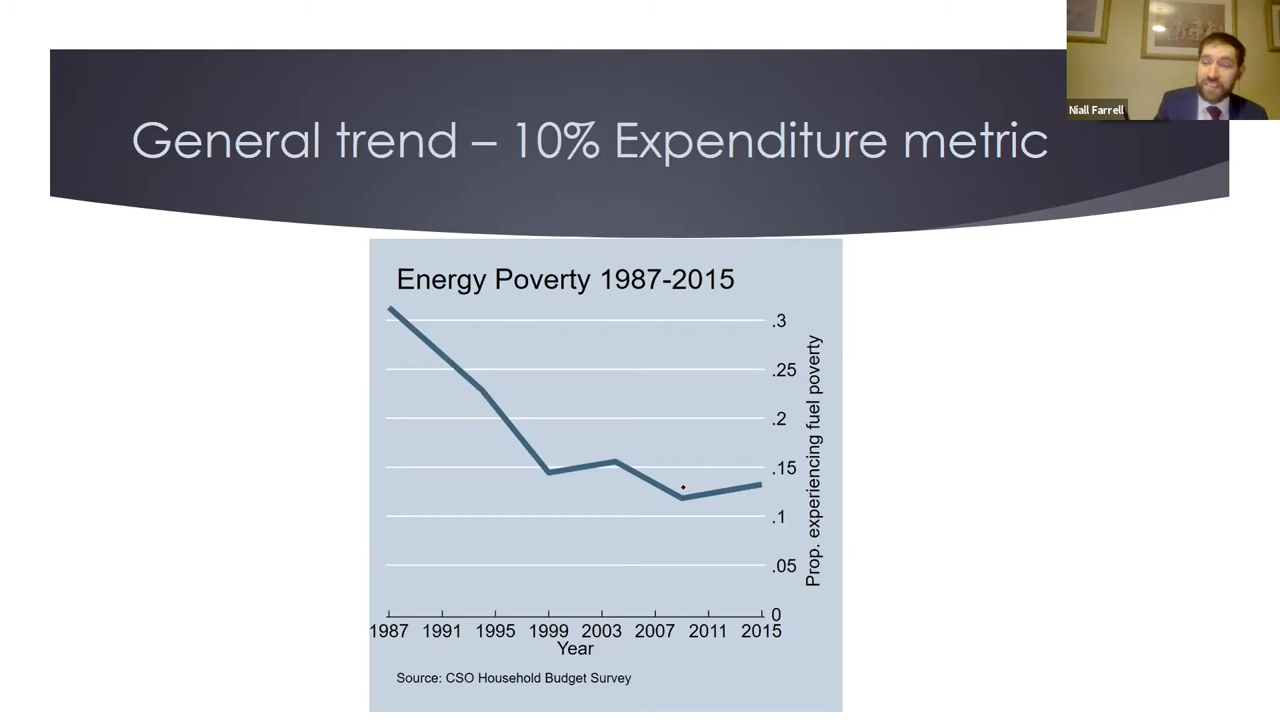 General trend – 10% Expenditure metric
Niall Farrell
Energy Poverty 1987-2015
.3
.25
.2
.15
.1
.05
0
Prop. experiencing fuel poverty
1987 1991 1995 1999 2003 2007 2011 2015
Year
Source: CSO Household Budget Survey